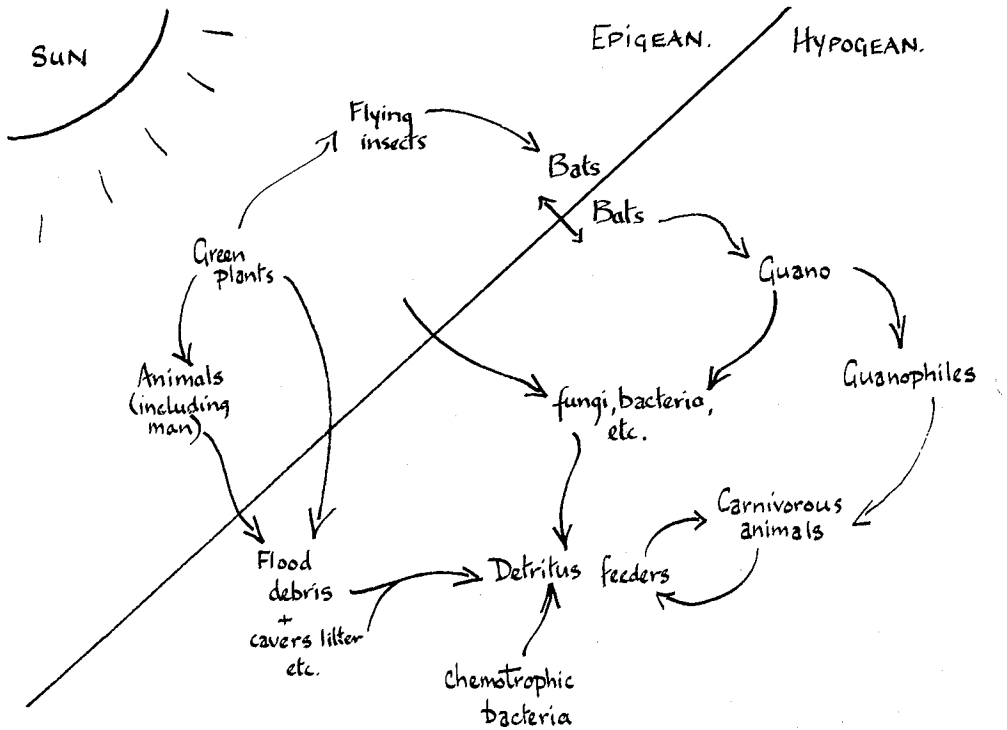 SUN
EPIGEAN.
HYPOGEAN.
Flying
insects
Bats
Bats
Green
plants
Guano
Animals
(including
man)
Guanophiles
fungi, bacteria,
etc.
Carnivorous
animals
Flood
debris
+
cavers litter
etc.
Detritus feeders
Chemotrophic
bacteria